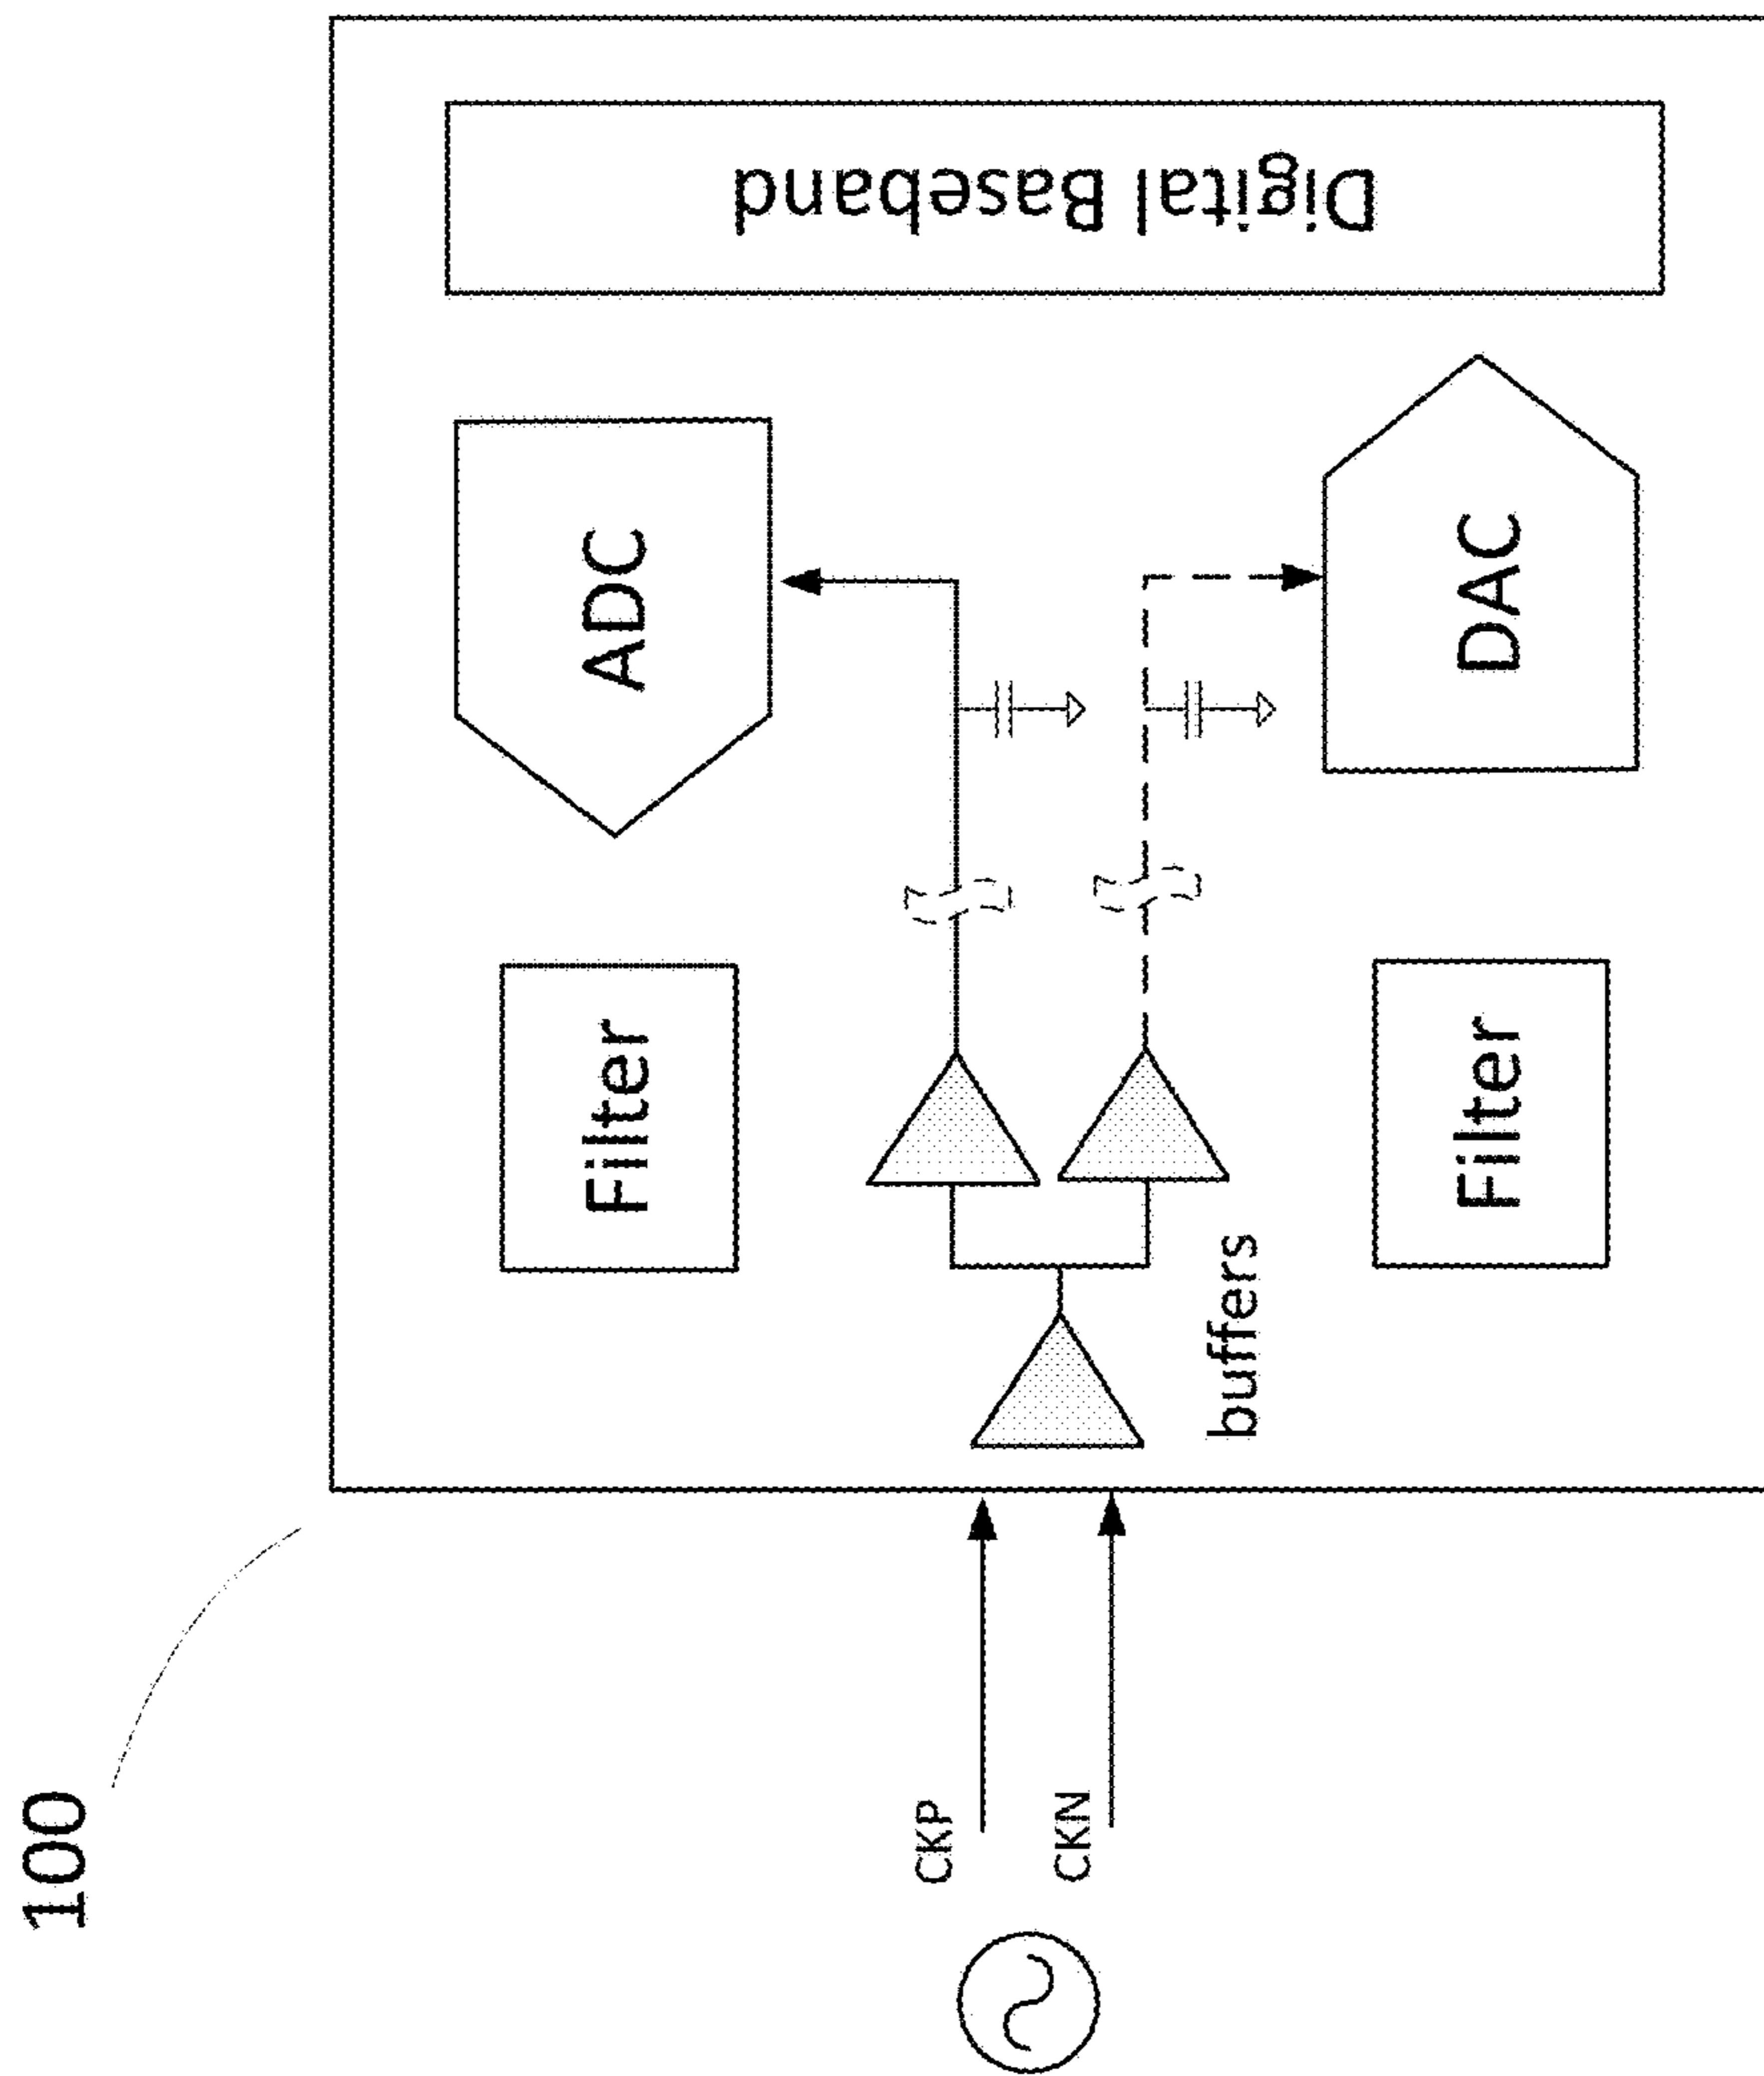 100
CKP
CKN
buffers
Filter
Filter
ADC
DAC
Digital Baseband